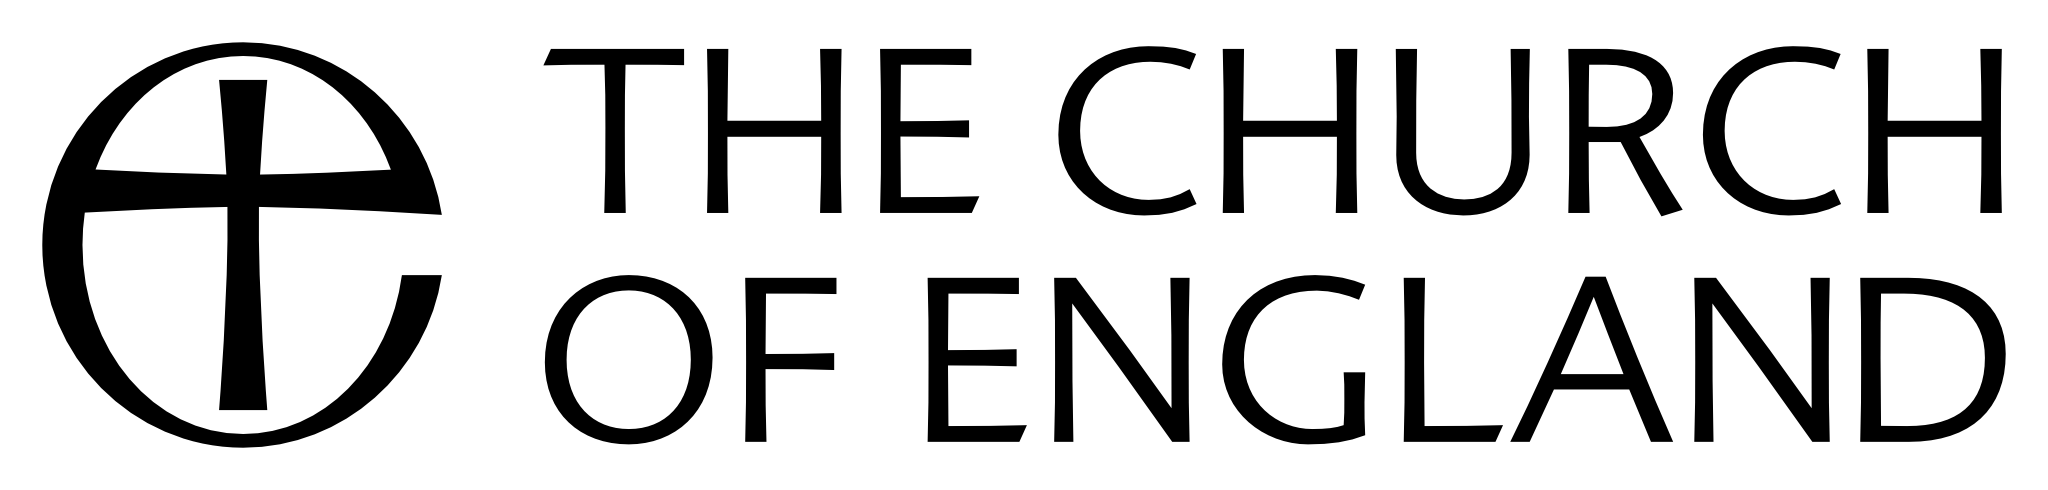 THE CHURCH
OF ENGLAND